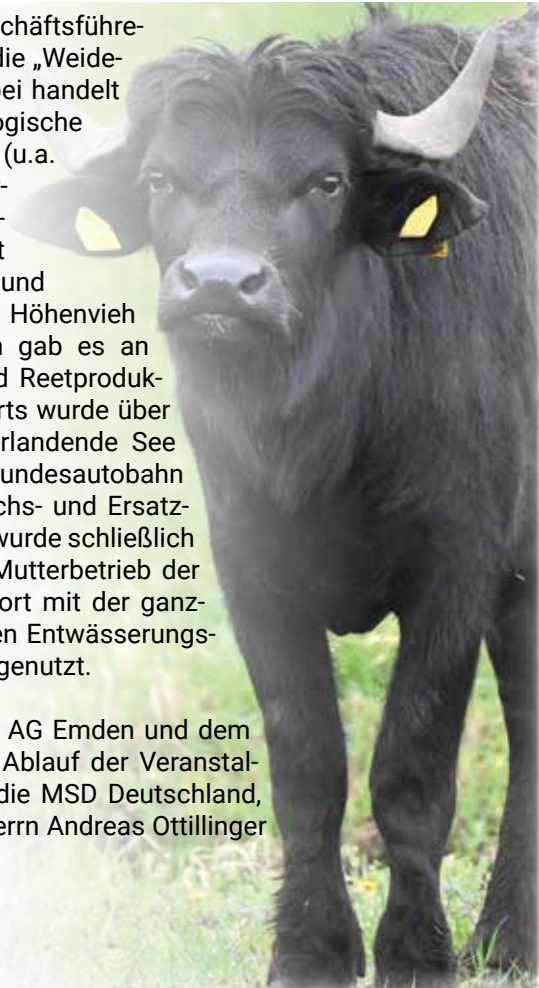 schäftsführe-
die „Weide-
bei handelt
ogische
(u.a.
-
-
t
und
Höhenvieh
n gab es an
d Reetproduk-
rts wurde über
rlandende See
undesautobahn
chs- und Ersatz-
wurde schließlich
Mutterbetrieb der
ort mit der ganz-
en Entwässerungs-
genutzt.
AG Emden und dem
Ablauf der Veranstal-
die MSD Deutschland,
errn Andreas Ottillinger